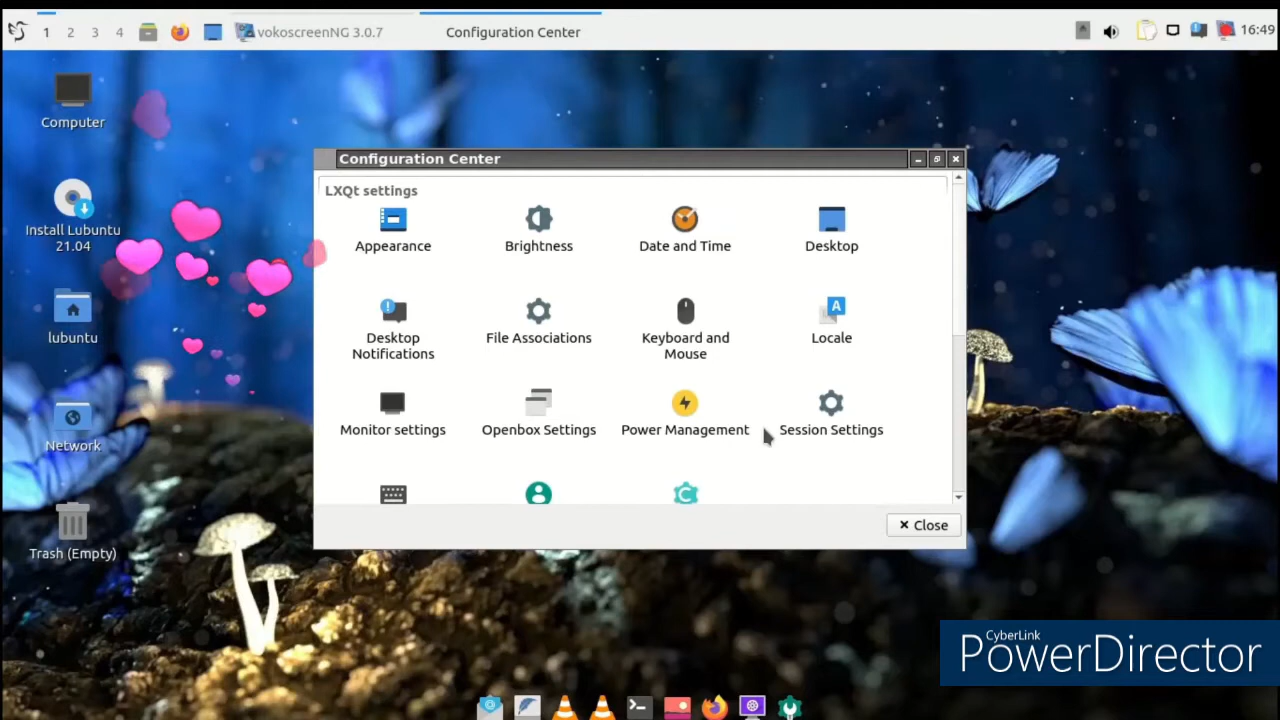 1 2 3 4 vokoscreenNG 3.0.7 Configuration Center 16:49
Computer
Install Lubuntu
21.04
lubuntu
Network
Trash (Empty)
Configuration Center
LXQt settings
Appearance Brightness Date and Time Desktop
Desktop
Notifications
File Associations
Keyboard and
Mouse
Locale
Monitor settings Openbox Settings Power Management Session Settings
Close
CyberLink
PowerDirector